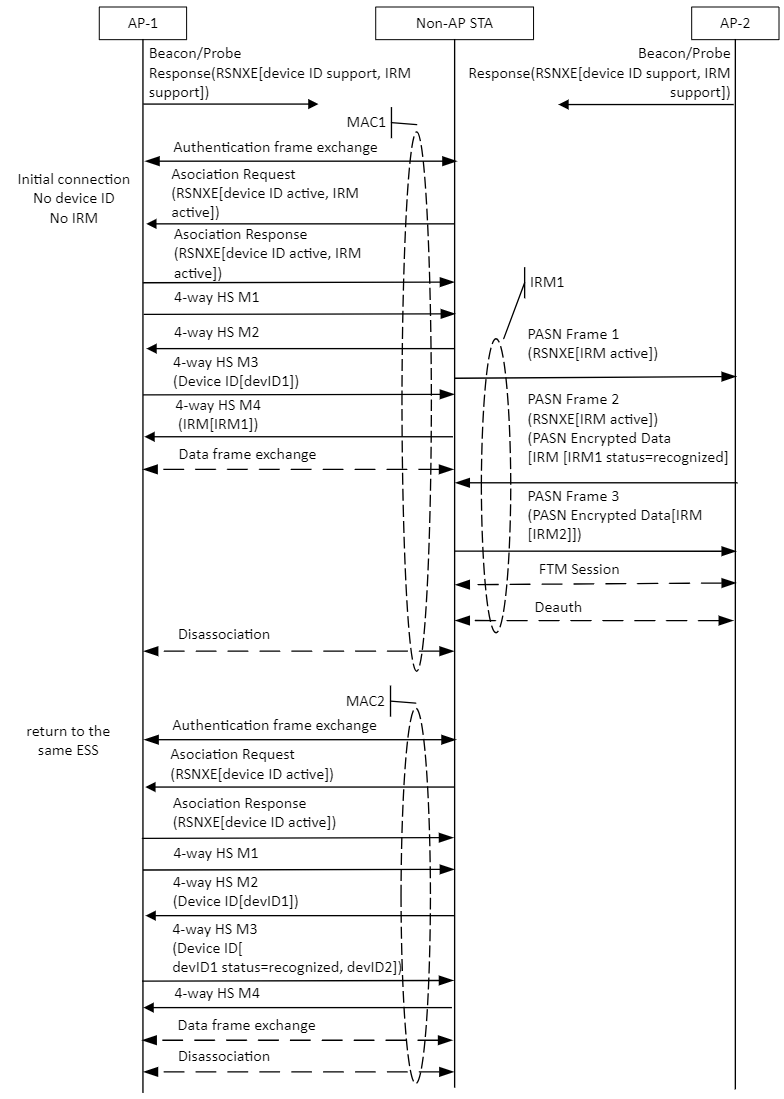 AP-1
Non-AP STA
AP-2
Beacon/Probe
Response(RSNXE[device ID support, IRM
support])
Beacon/Probe
Response(RSNXE[device ID support, IRM
support])
MAC1
Authentication frame exchange
Initial connection
No device ID
No IRM
Asociation Request
(RSNXE[device ID active, IRM
active])
Asociation Response
(RSNXE[device ID active, IRM
active])
4-way HS M1
4-way HS M2
4-way HS M3
(Device ID[devID1])
4-way HS M4
(IRM[IRM1])
Data frame exchange
IRM1
PASN Frame 1
(RSNXE[IRM active])
PASN Frame 2
(RSNXE[IRM active])
(PASN Encrypted Data
[IRM [IRM1 status=recognized]
PASN Frame 3
(PASN Encrypted Data[IRM
[IRM2]])
FTM Session
Deauth
Disassociation
MAC2
return to the
same ESS
Authentication frame exchange
Asociation Request
(RSNXE[device ID active])
Asociation Response
(RSNXE[device ID active])
4-way HS M1
4-way HS M2
(Device ID[devID1])
4-way HS M3
(Device ID[
devID1 status=recognized, devID2])
4-way HS M4
Data frame exchange
Disassociation